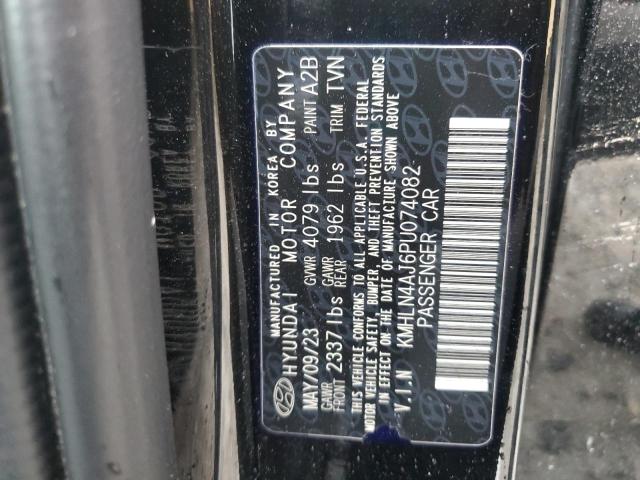 MANUFACTURED IN KOREA BY
HYUNDAI MOTOR COMPANY
MAY/09/23 GVWR 4079 lbs PAINT A2B
GAWR FRONT 2337 lbs GAWR REAR 1962 lbs TRIM TVN
THIS VEHICLE CONFORMS TO ALL APPLICABLE U.S.A. FEDERAL
MOTOR VEHICLE SAFETY, BUMPER, AND THEFT PREVENTION STANDARDS
IN EFFECT ON THE DATE OF MANUFACTURE SHOWN ABOVE
V.I.N KMHLN4AJ6PU074082
PASSENGER CAR